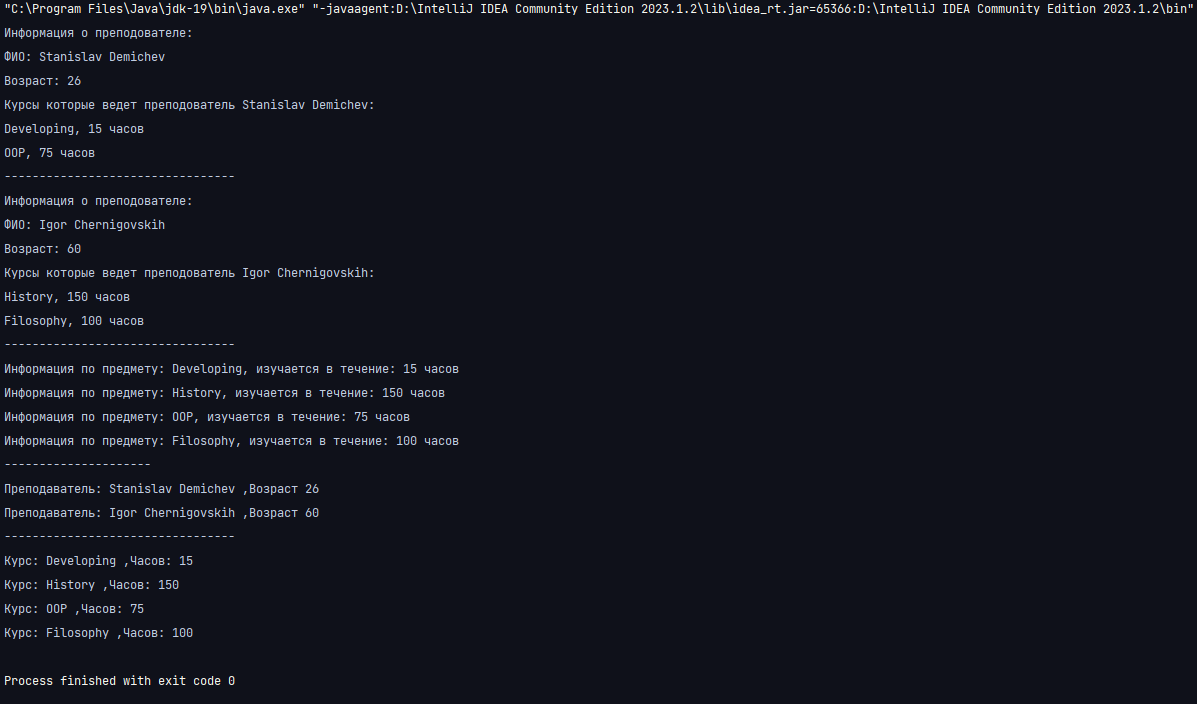 "C:\Program Files\Java\jdk-19\bin\java.exe" "-javaagent:D:\IntelliJ IDEA Community Edition 2023.1.2\lib\idea_rt.jar=65366:D:\IntelliJ IDEA Community Edition 2023.1.2\bin"
Информация о преподователе:
ФИО: Stanislav Demichev
Возраст: 26
Курсы которые ведет преподователь Stanislav Demichev:
Developing, 15 часов
OOP, 75 часов
---------------------------------
Информация о преподователе:
ФИО: Igor Chernigovskih
Возраст: 60
Курсы которые ведет преподователь Igor Chernigovskih:
History, 150 часов
Filosophy, 100 часов
---------------------------------
Информация по предмету: Developing, изучается в течение: 15 часов
Информация по предмету: History, изучается в течение: 150 часов
Информация по предмету: OOP, изучается в течение: 75 часов
Информация по предмету: Filosophy, изучается в течение: 100 часов
---------------------
Преподаватель: Stanislav Demichev ,Возраст 26
Преподаватель: Igor Chernigovskih ,Возраст 60
---------------------------------
Курс: Developing ,Часов: 15
Курс: History ,Часов: 150
Курс: OOP ,Часов: 75
Курс: Filosophy ,Часов: 100
Process finished with exit code 0